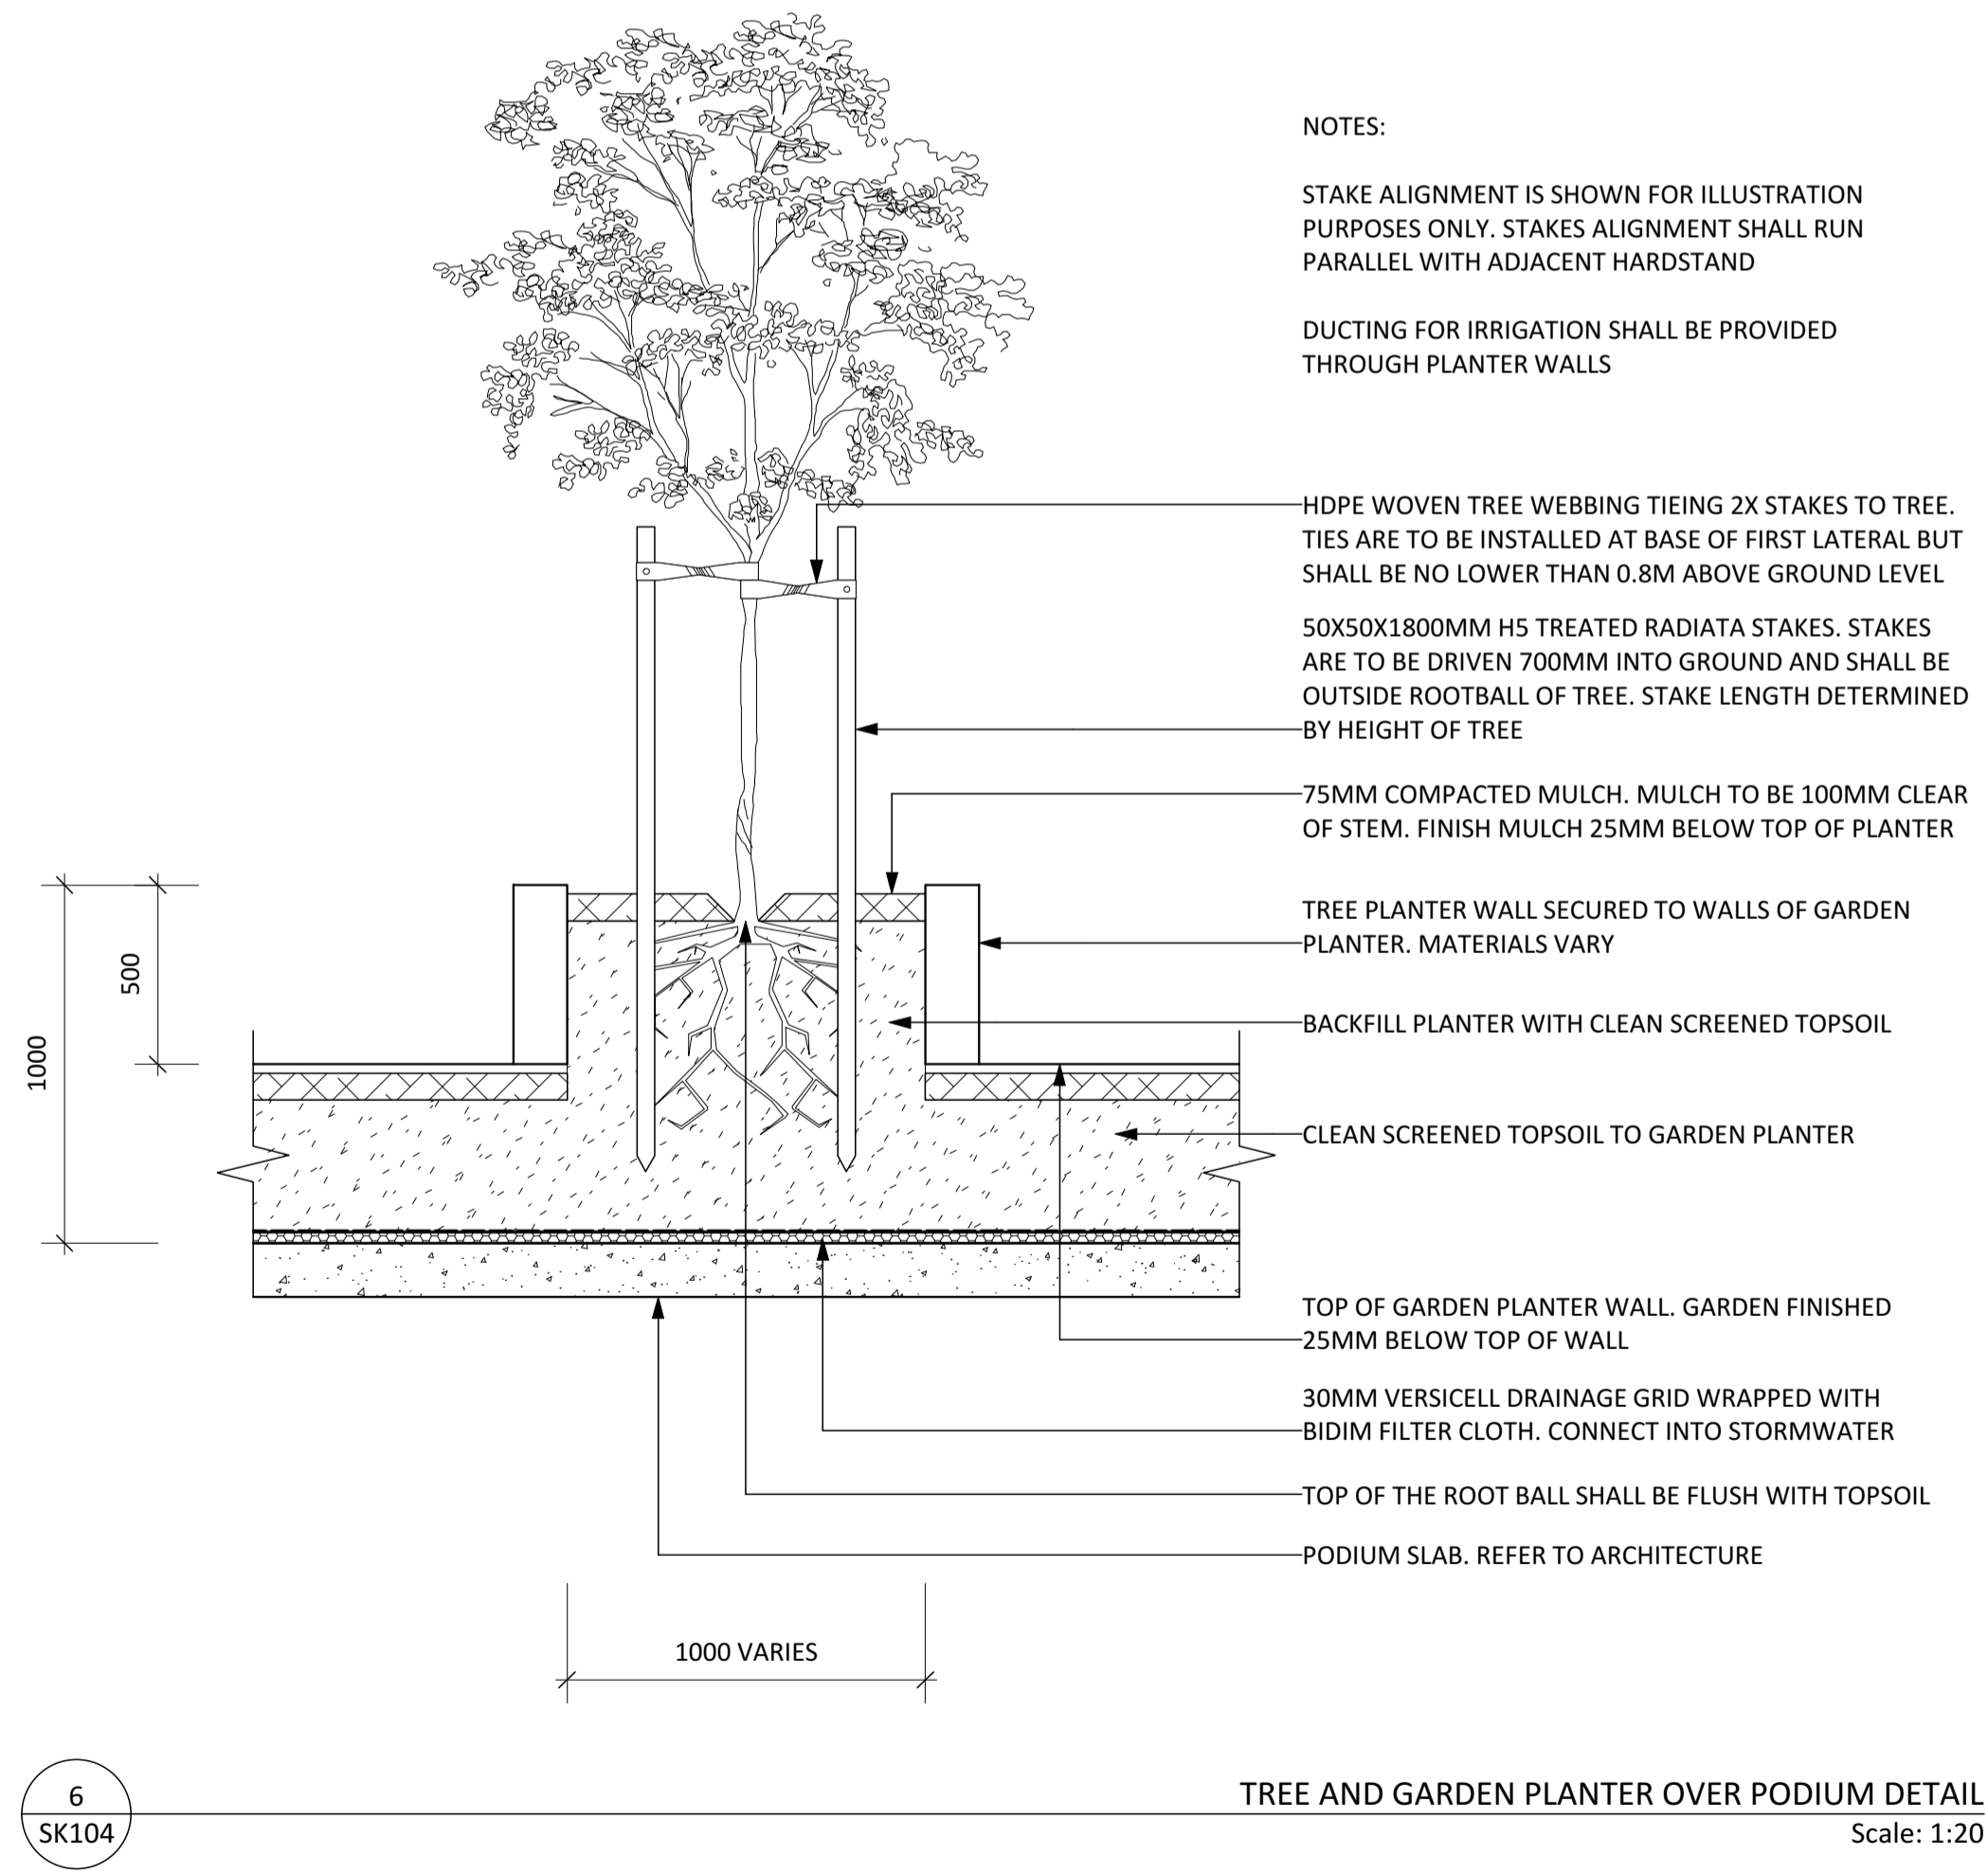 NOTES:
STAKE ALIGNMENT IS SHOWN FOR ILLUSTRATION
PURPOSES ONLY. STAKES ALIGNMENT SHALL RUN
PARALLEL WITH ADJACENT HARDSTAND
DUCTING FOR IRRIGATION SHALL BE PROVIDED
THROUGH PLANTER WALLS
HDPE WOVEN TREE WEBBING TIEING 2X STAKES TO TREE.
TIES ARE TO BE INSTALLED AT BASE OF FIRST LATERAL BUT
SHALL BE NO LOWER THAN 0.8M ABOVE GROUND LEVEL
50X50X1800MM H5 TREATED RADIATA STAKES. STAKES
ARE TO BE DRIVEN 700MM INTO GROUND AND SHALL BE
OUTSIDE ROOTBALL OF TREE. STAKE LENGTH DETERMINED
BY HEIGHT OF TREE
75MM COMPACTED MULCH. MULCH TO BE 100MM CLEAR
OF STEM. FINISH MULCH 25MM BELOW TOP OF PLANTER
TREE PLANTER WALL SECURED TO WALLS OF GARDEN
PLANTER. MATERIALS VARY
BACKFILL PLANTER WITH CLEAN SCREENED TOPSOIL
CLEAN SCREENED TOPSOIL TO GARDEN PLANTER
TOP OF GARDEN PLANTER WALL. GARDEN FINISHED
25MM BELOW TOP OF WALL
30MM VERSICELL DRAINAGE GRID WRAPPED WITH
BIDIM FILTER CLOTH. CONNECT INTO STORMWATER
TOP OF THE ROOT BALL SHALL BE FLUSH WITH TOPSOIL
PODIUM SLAB. REFER TO ARCHITECTURE
500
1000
1000 VARIES
6
SK104
TREE AND GARDEN PLANTER OVER PODIUM DETAIL
Scale: 1:20